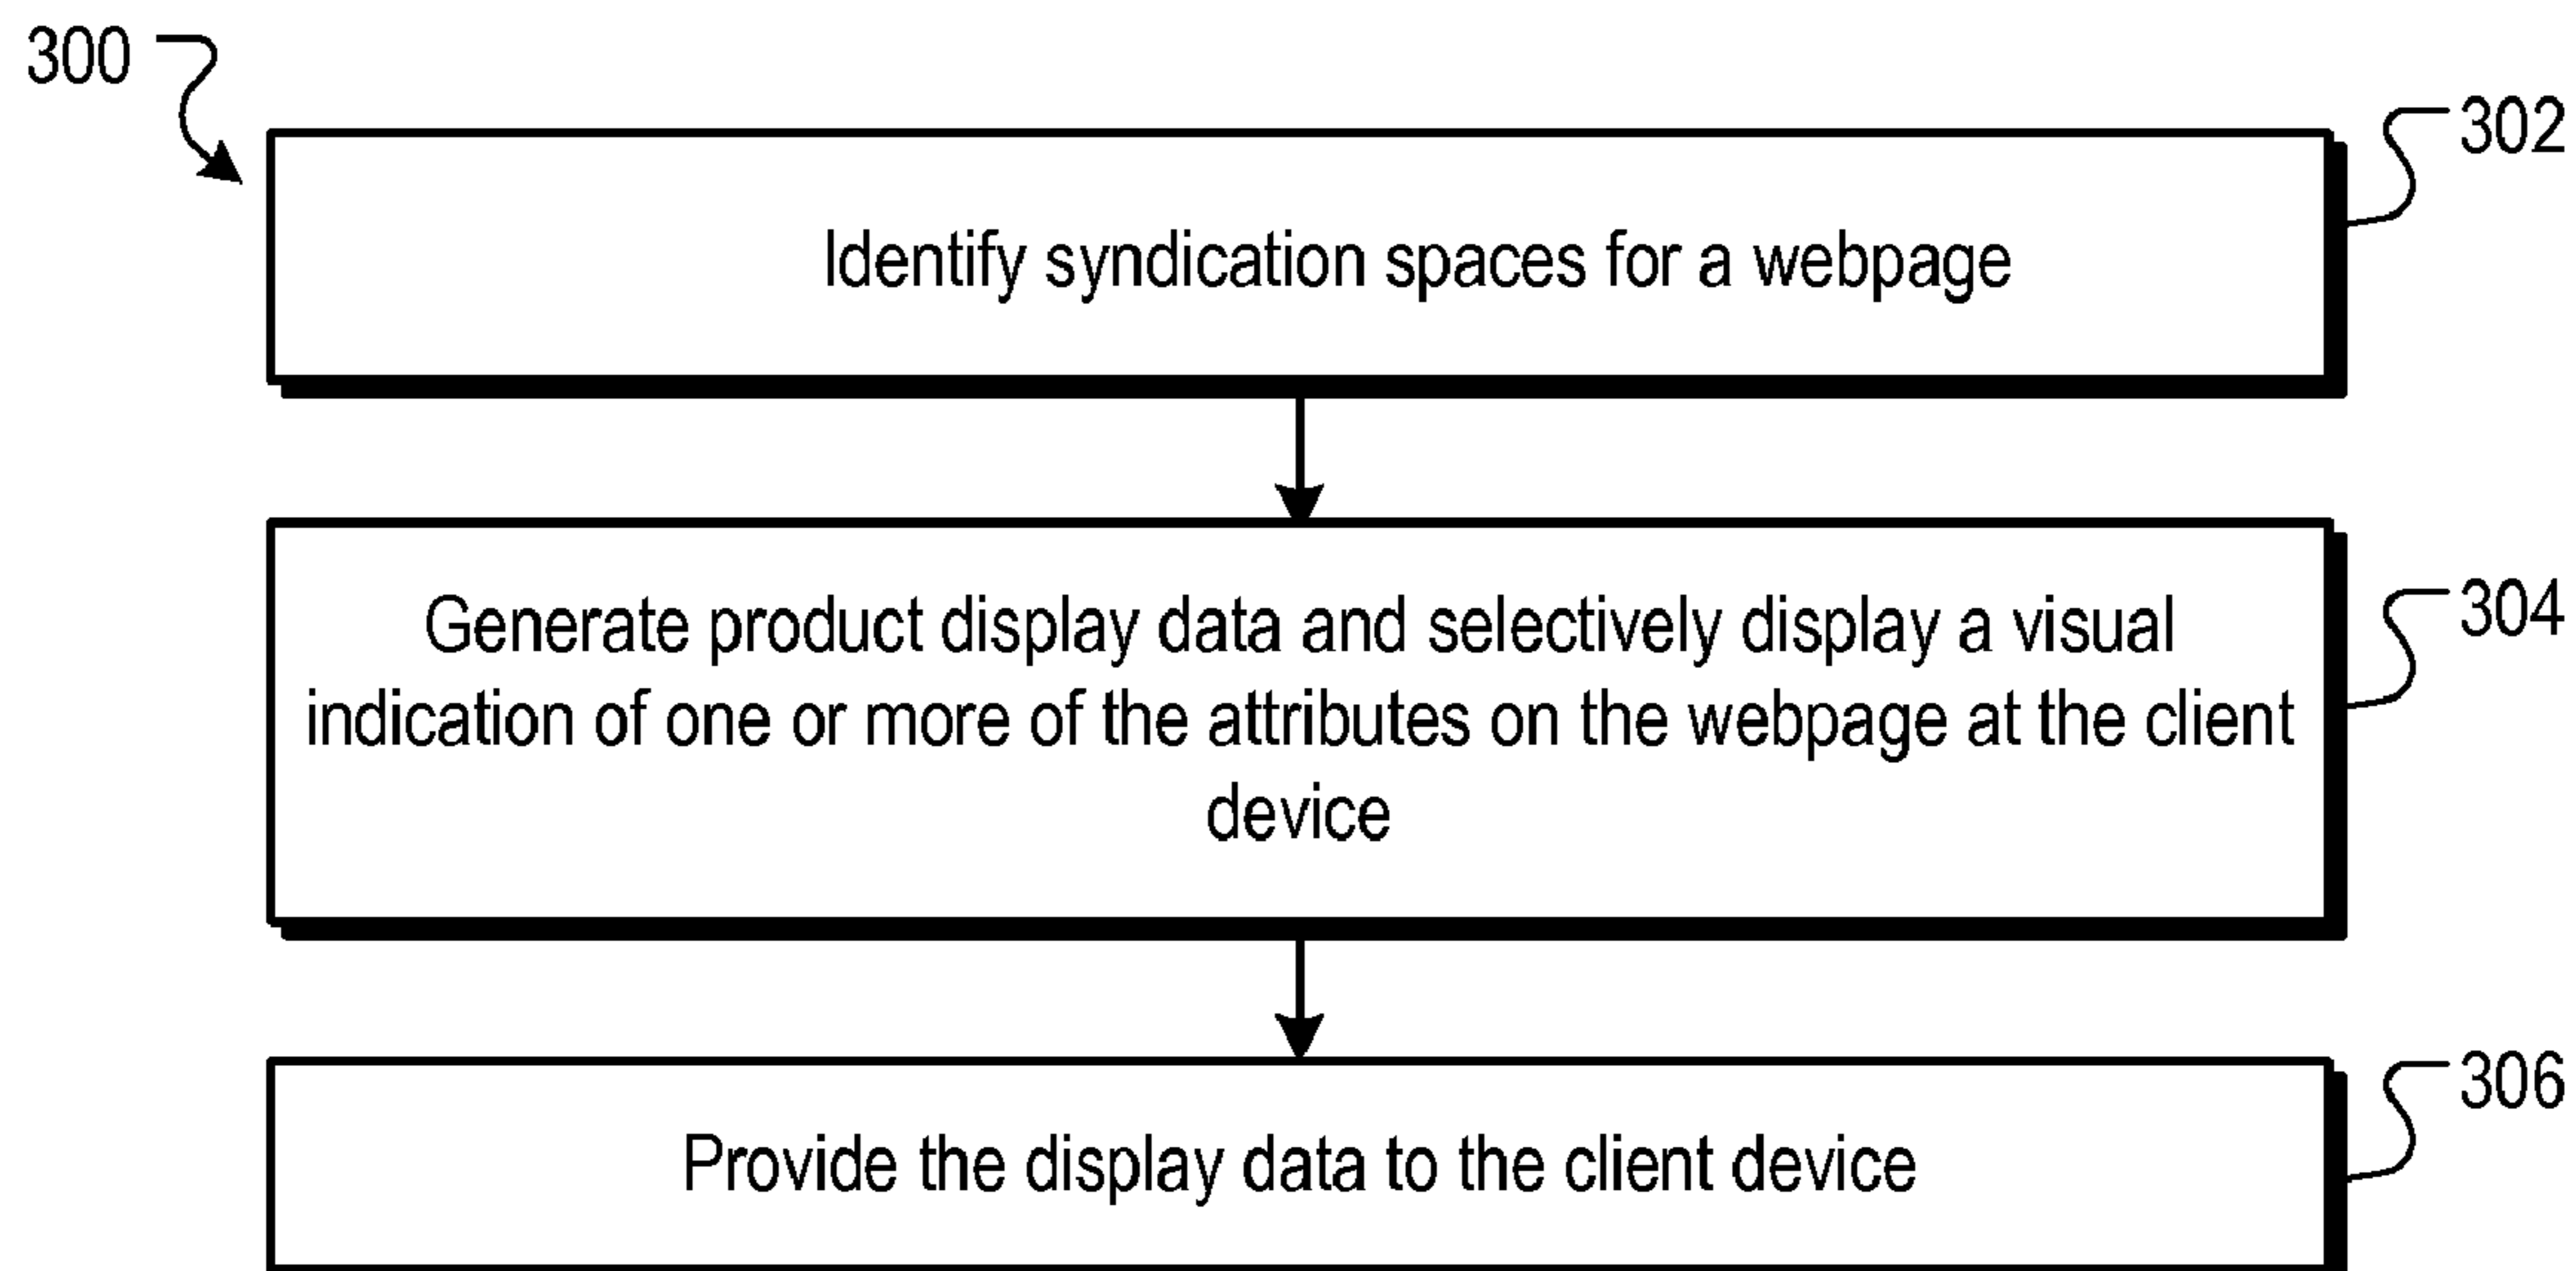 300
302
Identify syndication spaces for a webpage
304
Generate product display data and selectively display a visual
indication of one or more of the attributes on the webpage at the client
device
306
Provide the display data to the client device